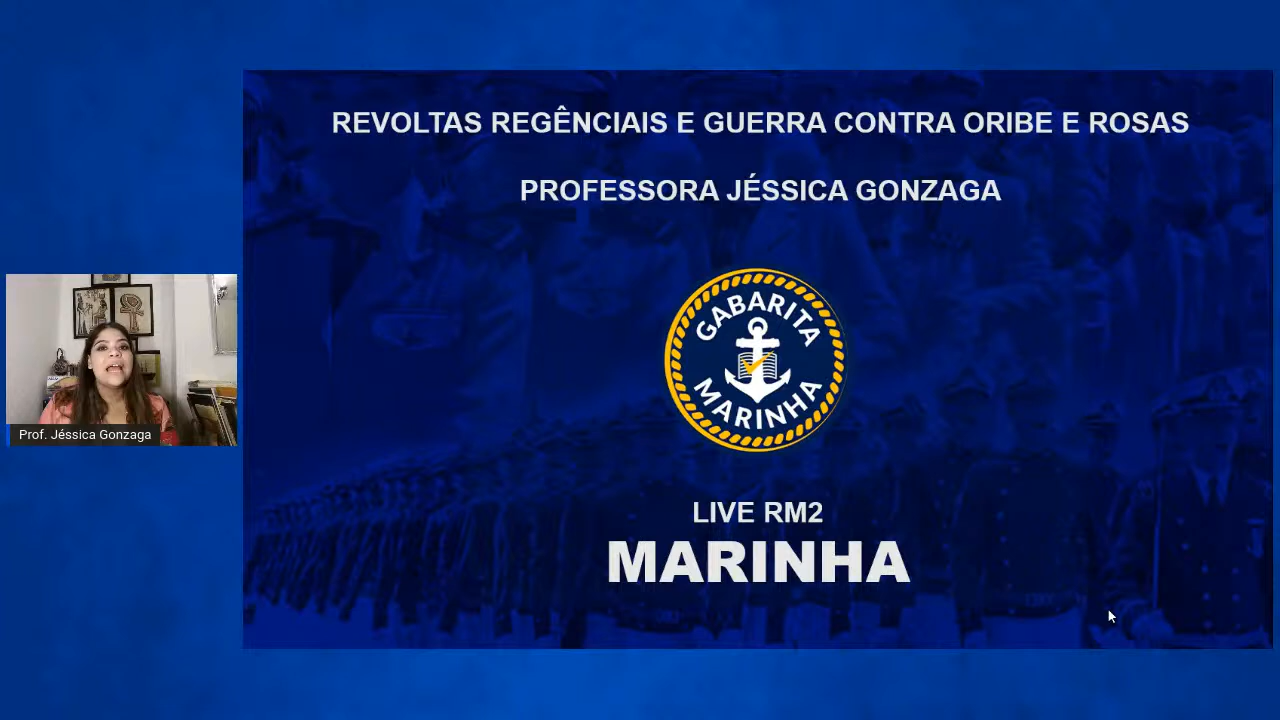 REVOLTAS REGÊNCIAIS E GUERRA CONTRA ORIBE E ROSAS
PROFESSORA JÉSSICA GONZAGA
GABARITA
MARINHA
Prof. Jéssica Gonzaga
LIVE RM2
MARINHA